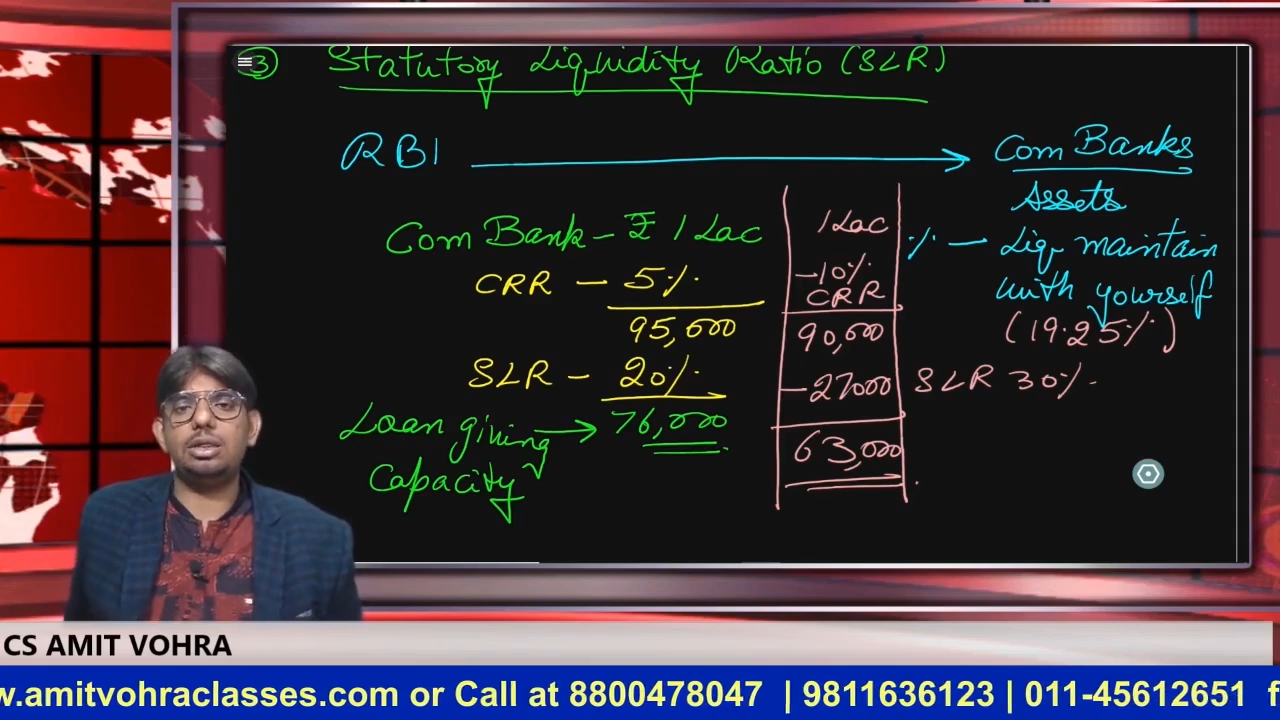 3 Statutory Liquidity Ratio (SLR)
RBI
Com Banks
Assets
% - Liq. maintain
with yourself
(19.25%)
Com Bank - ₹ 1 Lac
CRR - 5%
95,000
SLR - 20%
Loan giving → 76,000
Capacity
1 Lac
-10%
CRR
90,000
-27000 SLR 30%
63,000
CS AMIT VOHRA
w.amitvohraclasses.com or Call at 8800478047 | 9811636123 | 011-45612651 f